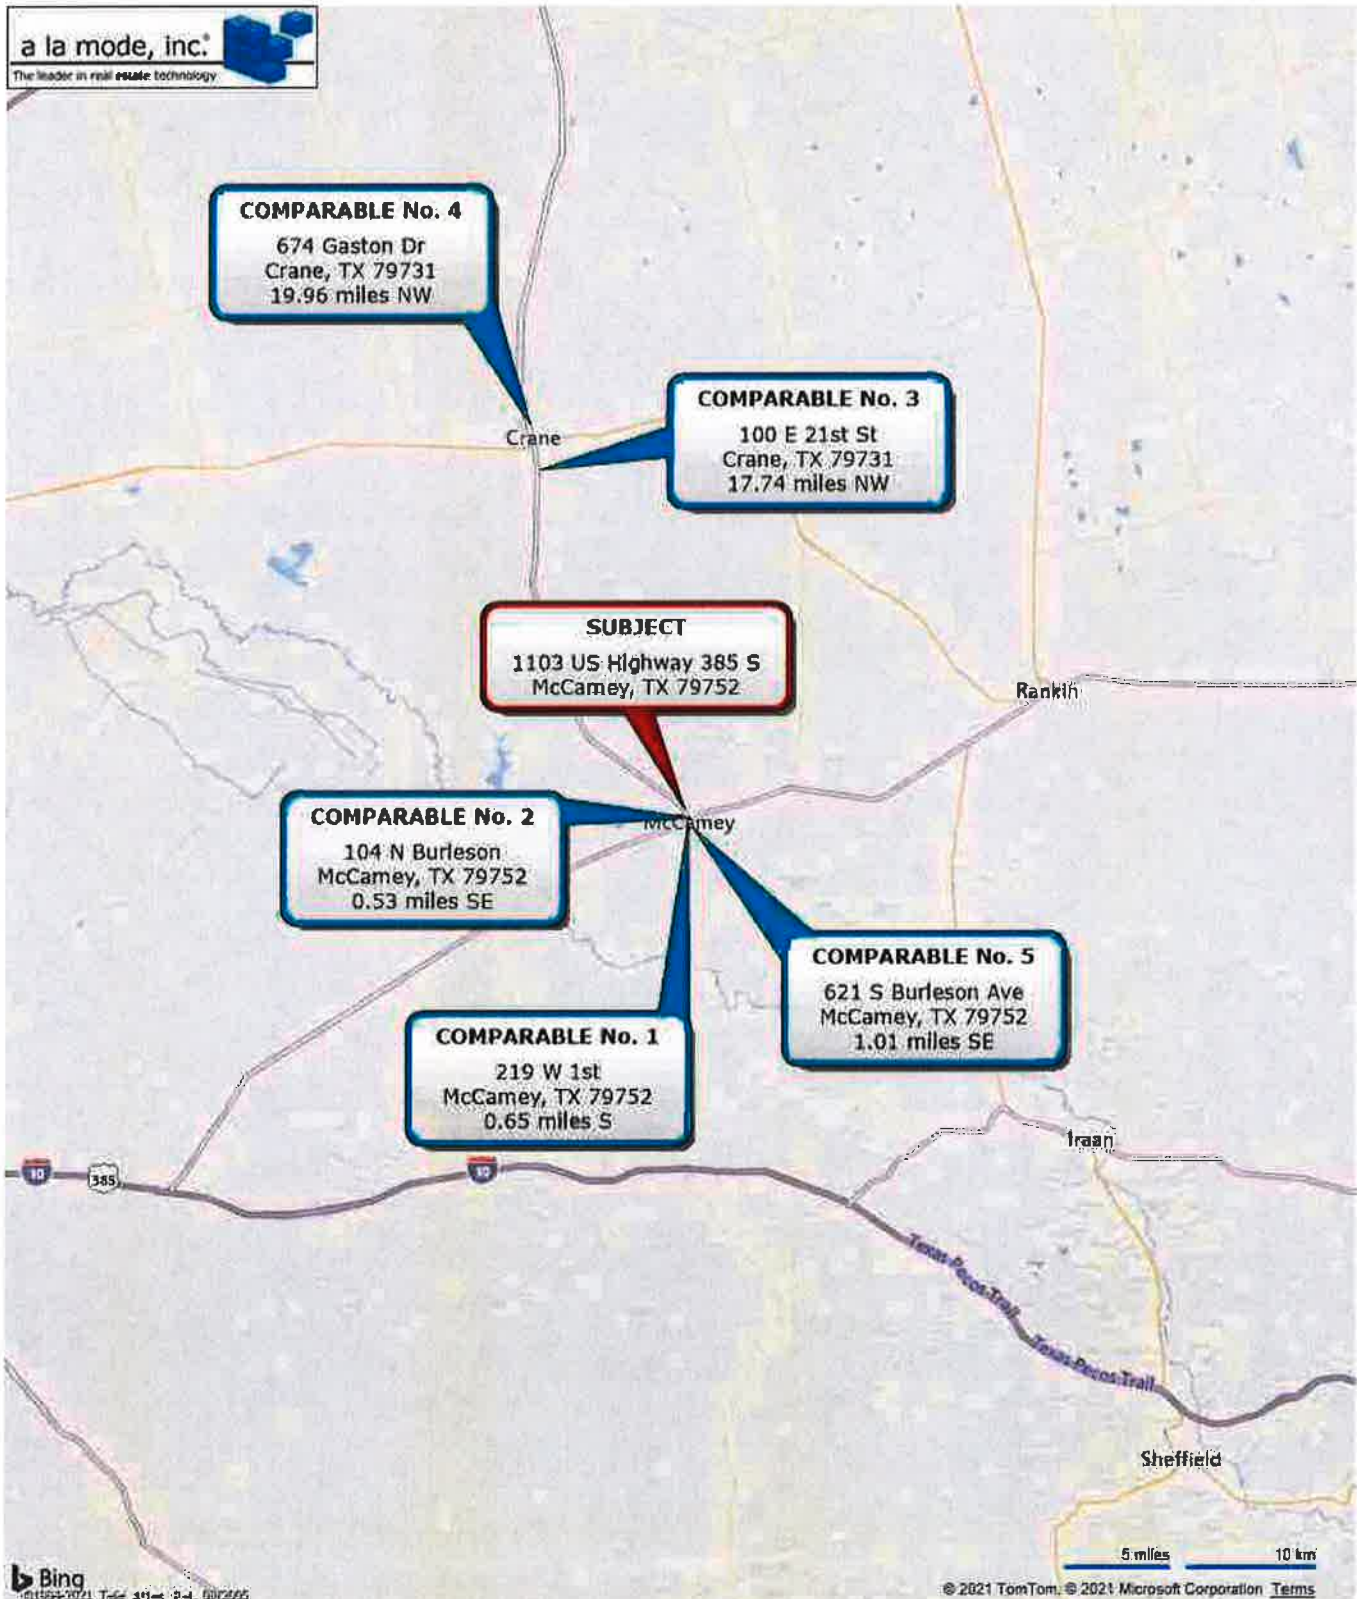 a la mode, inc.
The leader in real estate technology
COMPARABLE No. 4
674 Gaston Dr
Crane, TX 79731
19.96 miles NW
COMPARABLE No. 3
100 E 21st St
Crane, TX 79731
17.74 miles NW
Crane
SUBJECT
1103 US Highway 385 S
McCamey, TX 79752
Rankin
COMPARABLE No. 2
104 N Burleson
McCamey, TX 79752
0.53 miles SE
McCamey
COMPARABLE No. 5
621 S Burleson Ave
McCamey, TX 79752
1.01 miles SE
COMPARABLE No. 1
219 W 1st
McCamey, TX 79752
0.65 miles S
Iraan
10
385
10
Texas Pecos Trail
Texas Pecos Trail
Sheffield
5 miles
10 km
Bing
© 2021 TomTom, © 2021 Microsoft Corporation Terms